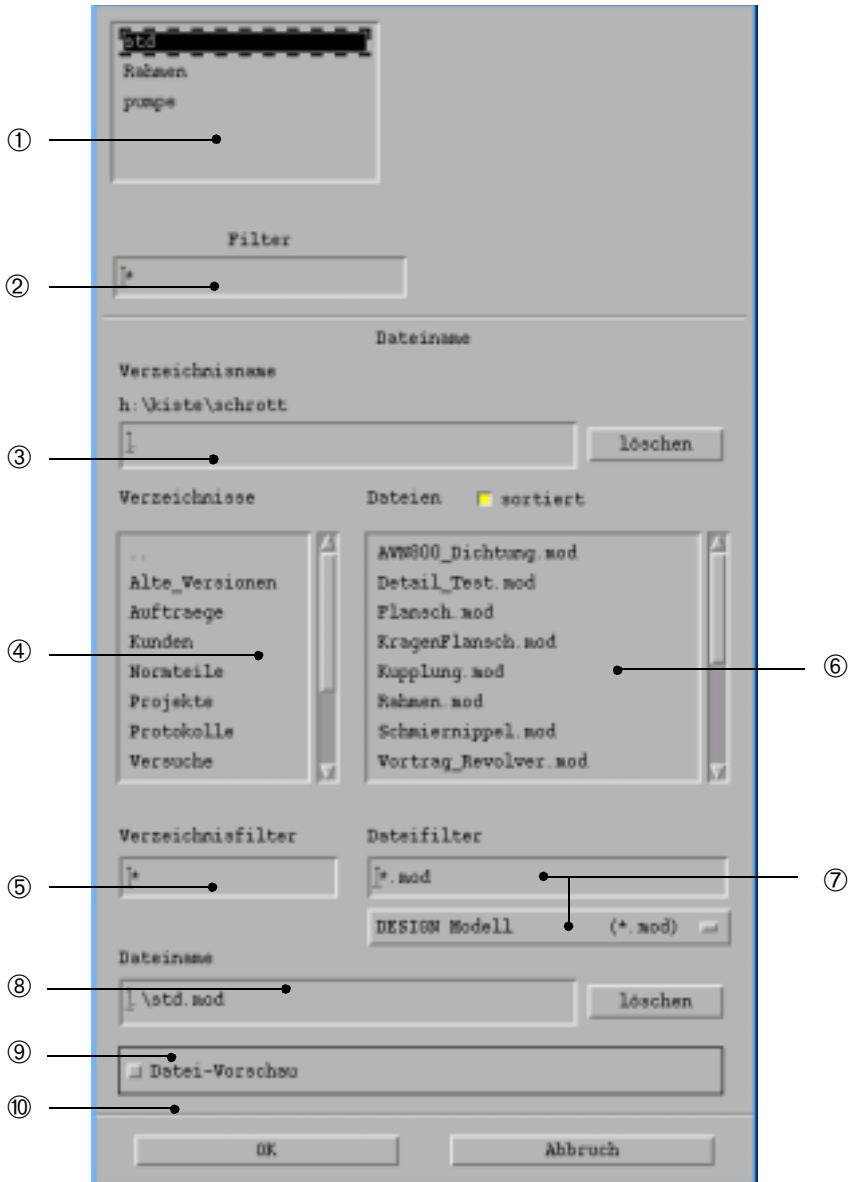 std
Rahmen
pumpe
①
Filter
② *
Dateiname
Verzeichnisname
h:\kiste\schrott
③ löschen
Verzeichnisse Dateien sortiert
.. AVN800_Dichtung.mod
Alte_Versionen Detail_Test.mod
Auftraege Flansch.mod
Kunden KragenFlansch.mod
④ ⑥
Normteile Kupplung.mod
Projekte Rahmen.mod
Protokolle Schmiernippel.mod
Versuche Vortrag_Revolver.mod
Verzeichnisfilter Dateifilter
⑤ * *.mod ⑦
DESIGN Modell (*.mod)
Dateiname
⑧ \std.mod löschen
⑨
Datei-Vorschau
⑩
OK Abbruch